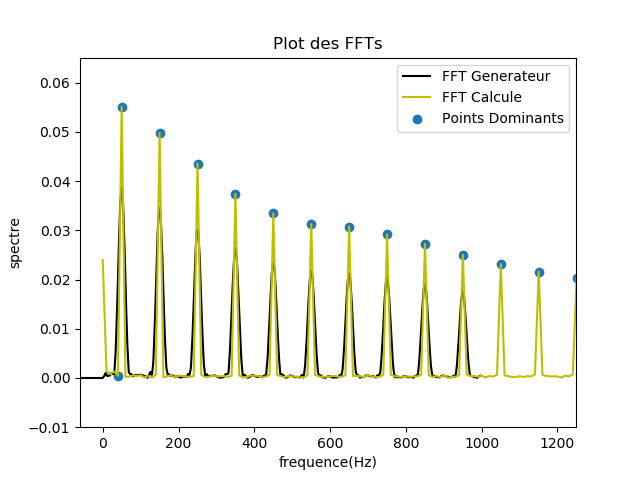 Plot des FFTs
FFT Generateur
FFT Calcule
Points Dominants
0.06
0.05
0.04
0.03
0.02
0.01
0.00
−0.01
spectre
0
200
400
600
800
1000
1200
frequence(Hz)